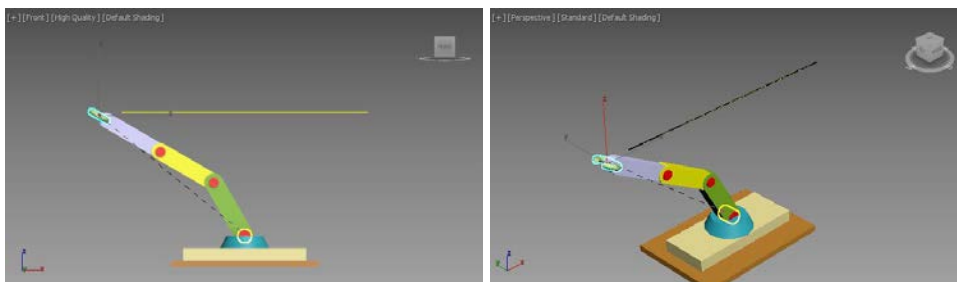 [+] [Front] [High Quality] [Default Shading]
[+] [Perspective] [Standard] [Default Shading]